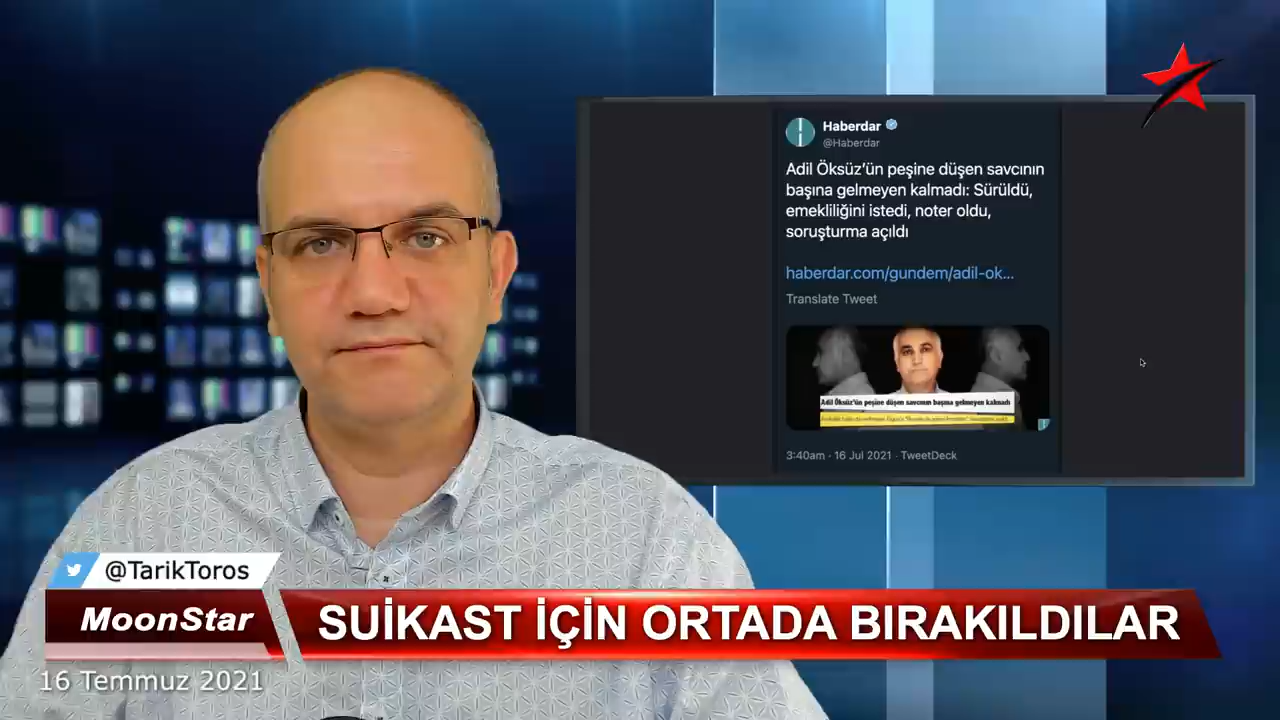 Haberdar
@Haberdar
Adil Öksüz'ün peşine düşen savcının
başına gelmeyen kalmadı: Sürüldü,
emekliliğini istedi, noter oldu,
soruşturma açıldı
haberdar.com/gundem/adil-ok...
Translate Tweet
Adil Öksüz'ün peşine düşen savcının başına gelmeyen kalmadı
3:40am · 16 Jul 2021 · TweetDeck
@TarikToros
MoonStar
SUİKAST İÇİN ORTADA BIRAKILDILAR
16 Temmuz 2021